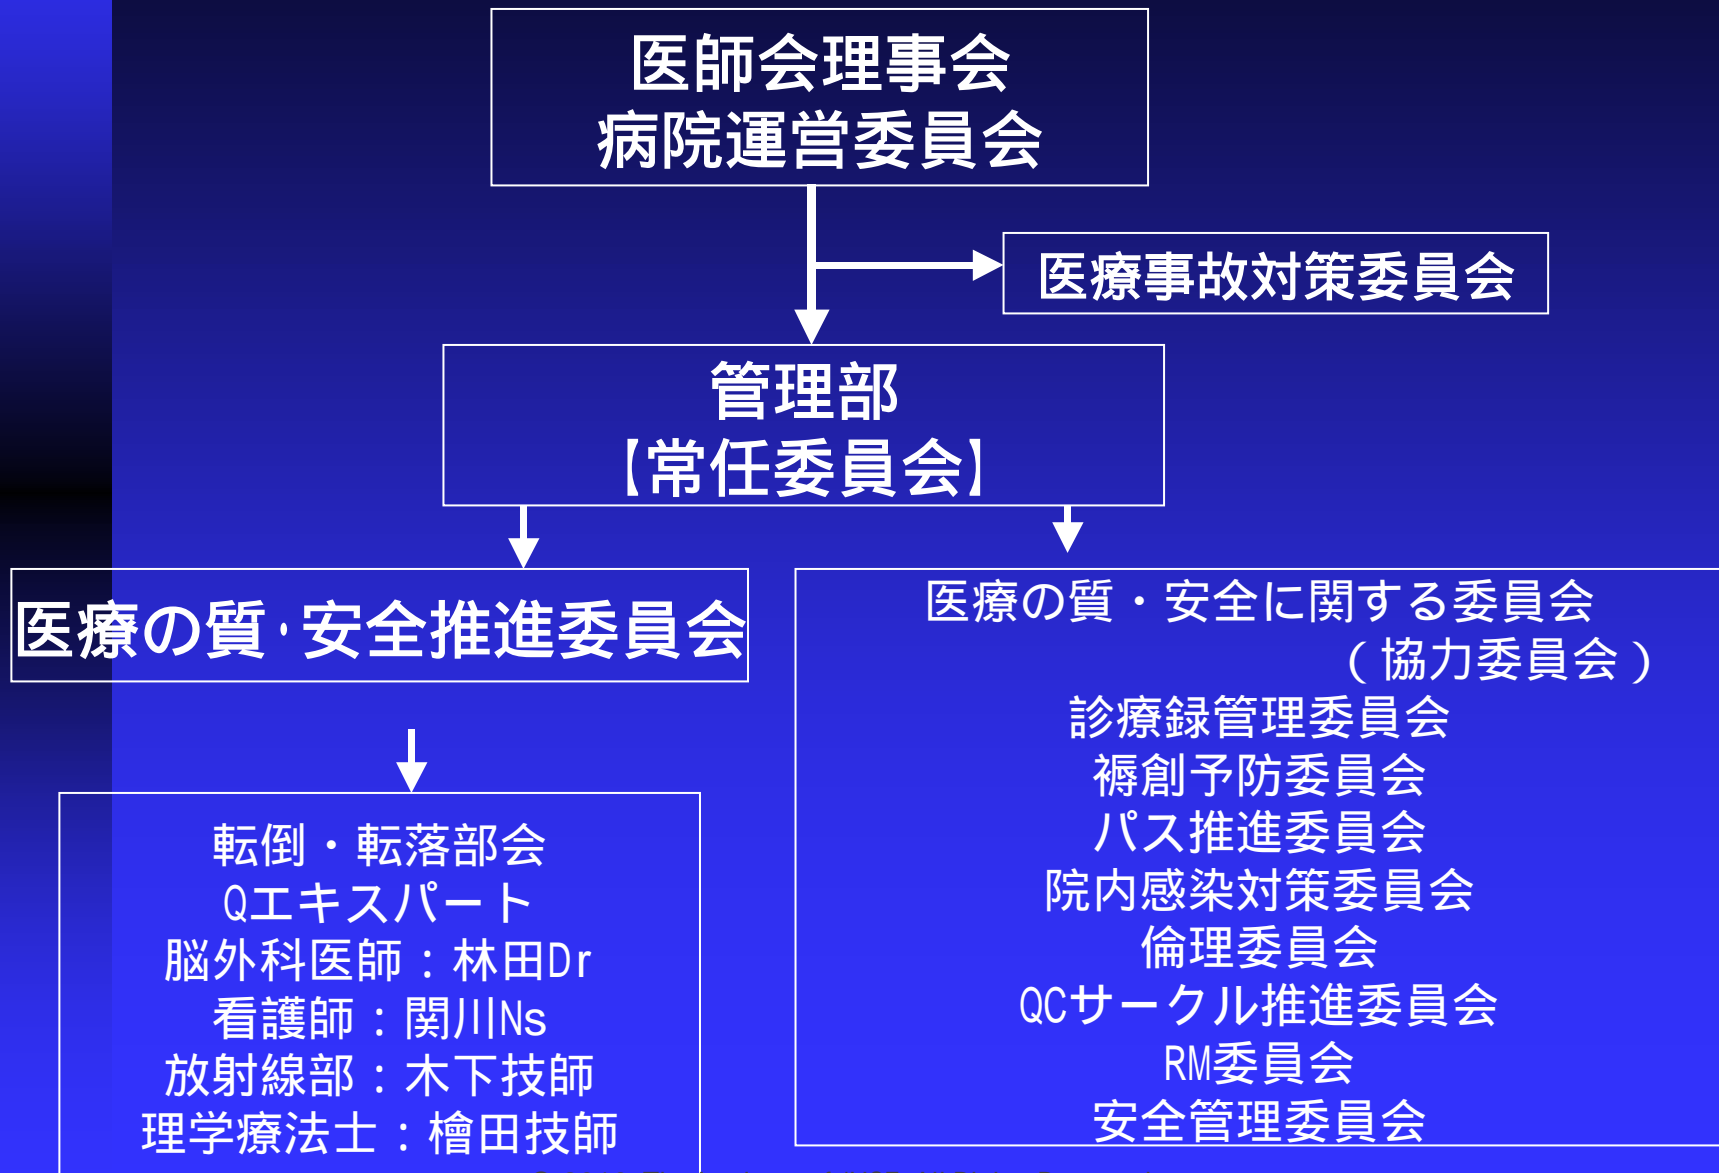 医師会理事会
病院運営委員会
医療事故対策委員会
管理部
【常任委員会】
医療の質・安全推進委員会
転倒・転落部会
Qエキスパート
脳外科医師:林田Dr
看護師:関川Ns
放射線部:木下技師
理学療法士:檜田技師
医療の質・安全に関する委員会
(協力委員会)
診療録管理委員会
褥創予防委員会
パス推進委員会
院内感染対策委員会
倫理委員会
QCサークル推進委員会
RM委員会
安全管理委員会